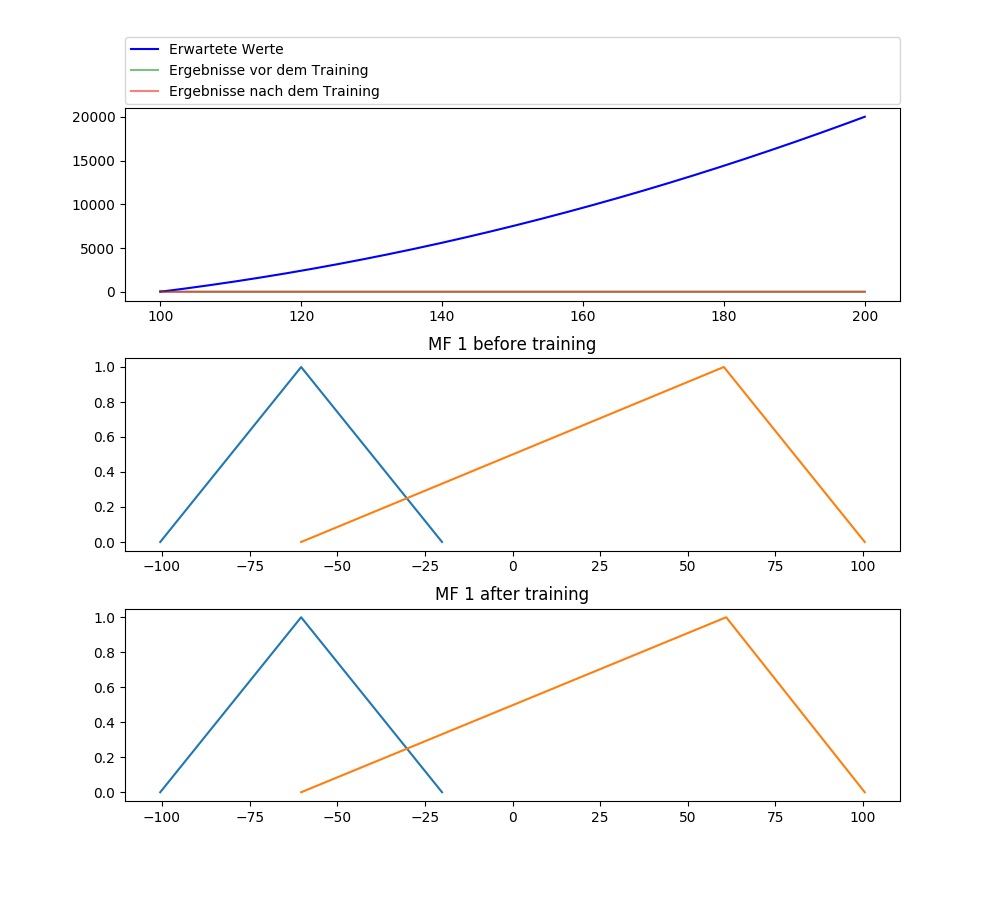 Erwartete Werte
Ergebnisse vor dem Training
Ergebnisse nach dem Training
20000
15000
10000
5000
0
100 120 140 160 180 200
MF 1 before training
1.0
0.8
0.6
0.4
0.2
0.0
−100 −75 −50 −25 0 25 50 75 100
MF 1 after training
1.0
0.8
0.6
0.4
0.2
0.0
−100 −75 −50 −25 0 25 50 75 100